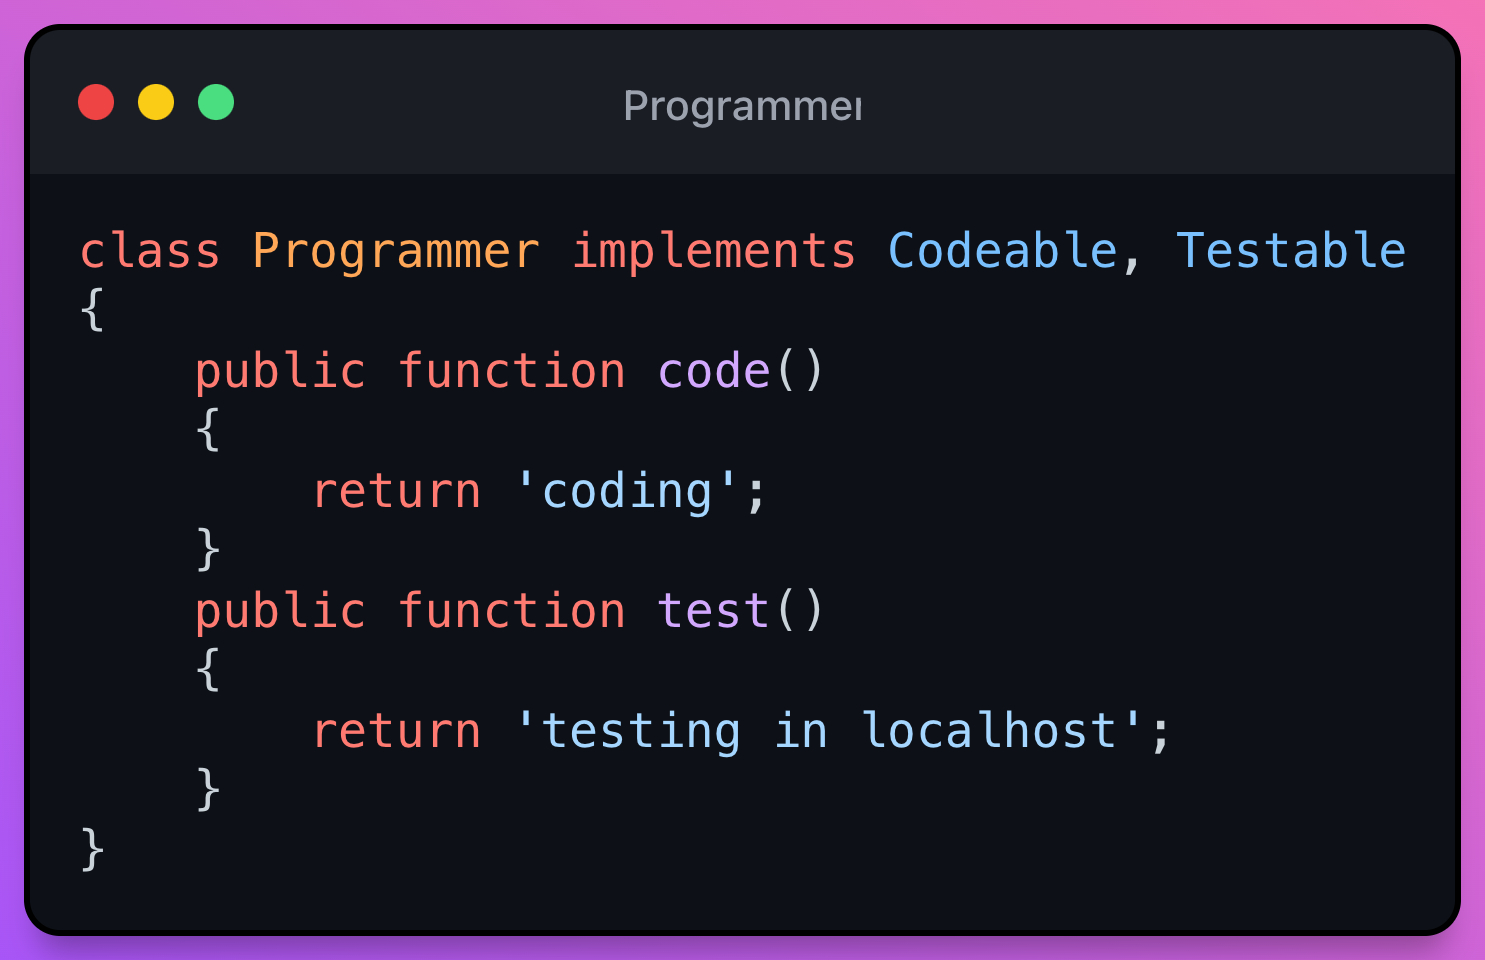 Programmer
class Programmer implements Codeable, Testable
{
    public function code()
    {
        return 'coding';
    }
    public function test()
    {
        return 'testing in localhost';
    }
}